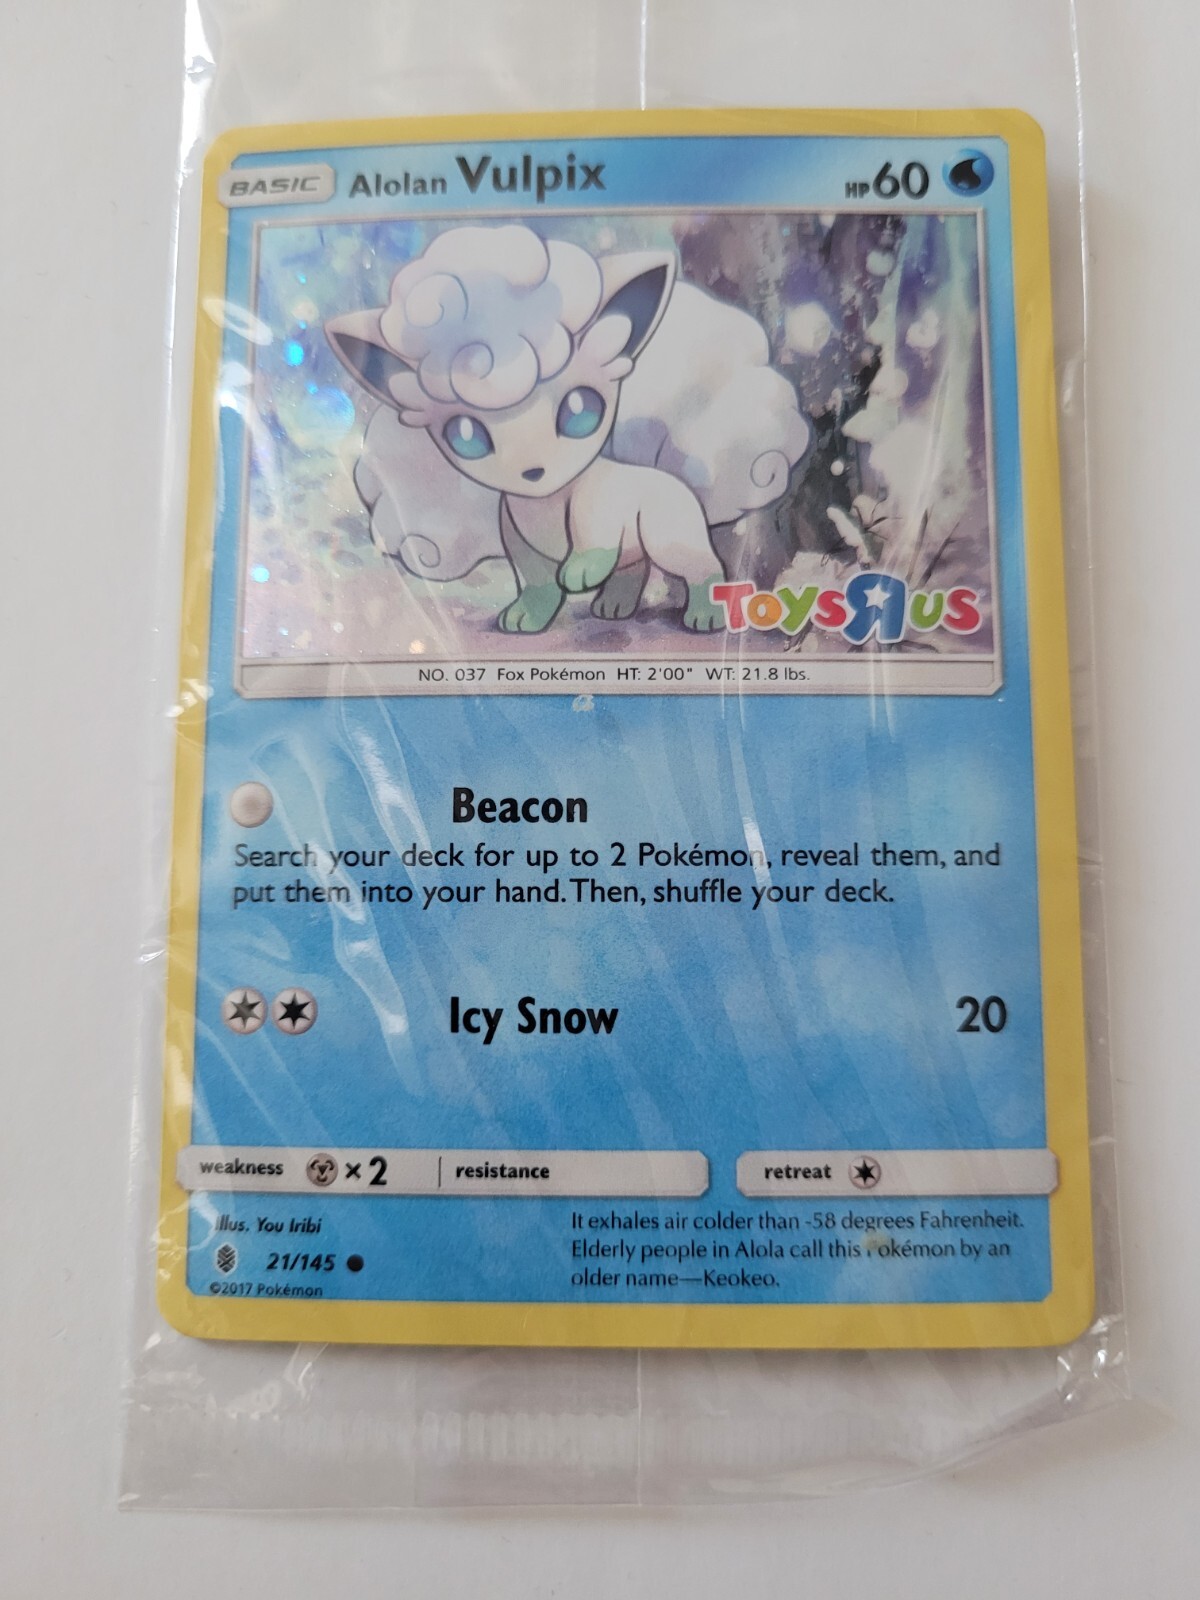 BASIC Alolan Vulpix HP 60
ToysRus
NO. 037 Fox Pokémon HT: 2'00" WT: 21.8 lbs.
Beacon
Search your deck for up to 2 Pokémon, reveal them, and
put them into your hand. Then, shuffle your deck.
Icy Snow 20
weakness ×2 resistance retreat
Illus. You Iribi
21/145
©2017 Pokémon
It exhales air colder than -58 degrees Fahrenheit.
Elderly people in Alola call this Pokémon by an
older name—Keokeo.